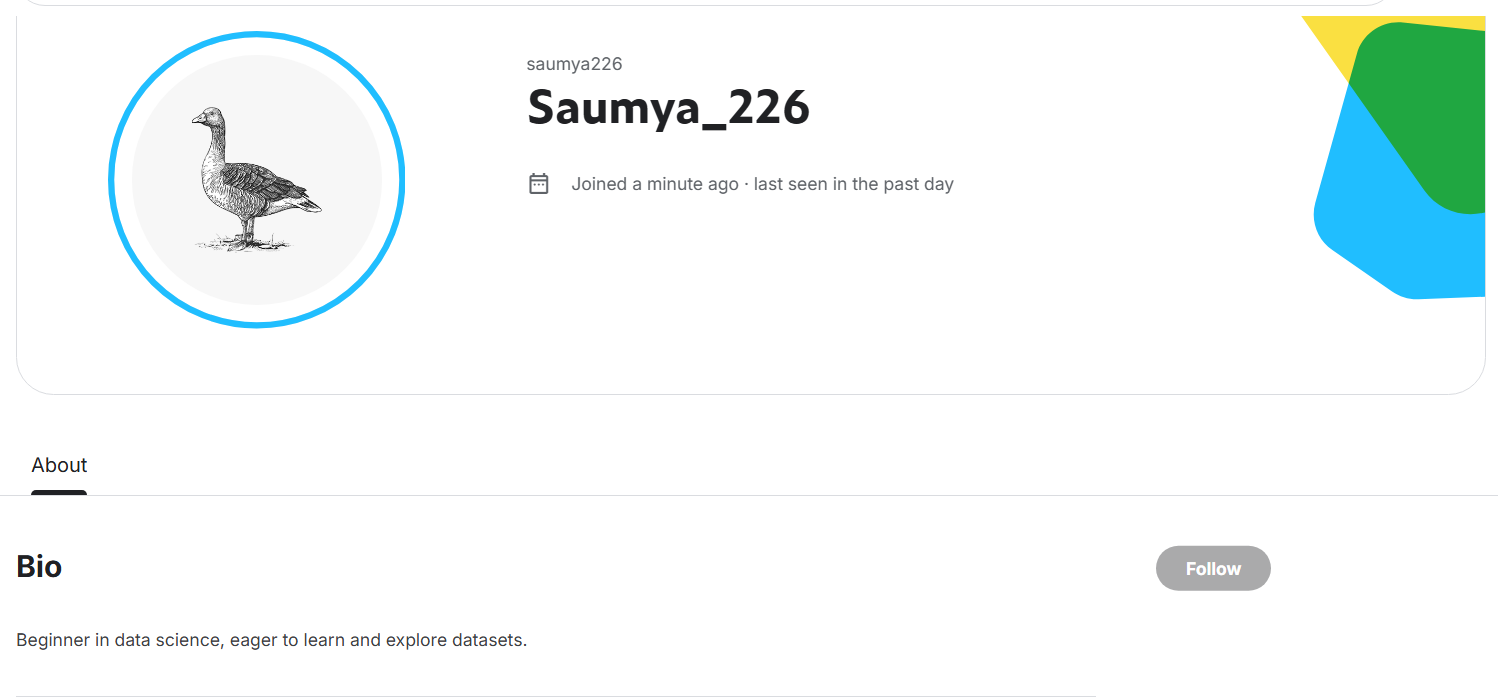 saumya226
Saumya_226
Joined a minute ago · last seen in the past day
About
Bio
Follow
Beginner in data science, eager to learn and explore datasets.